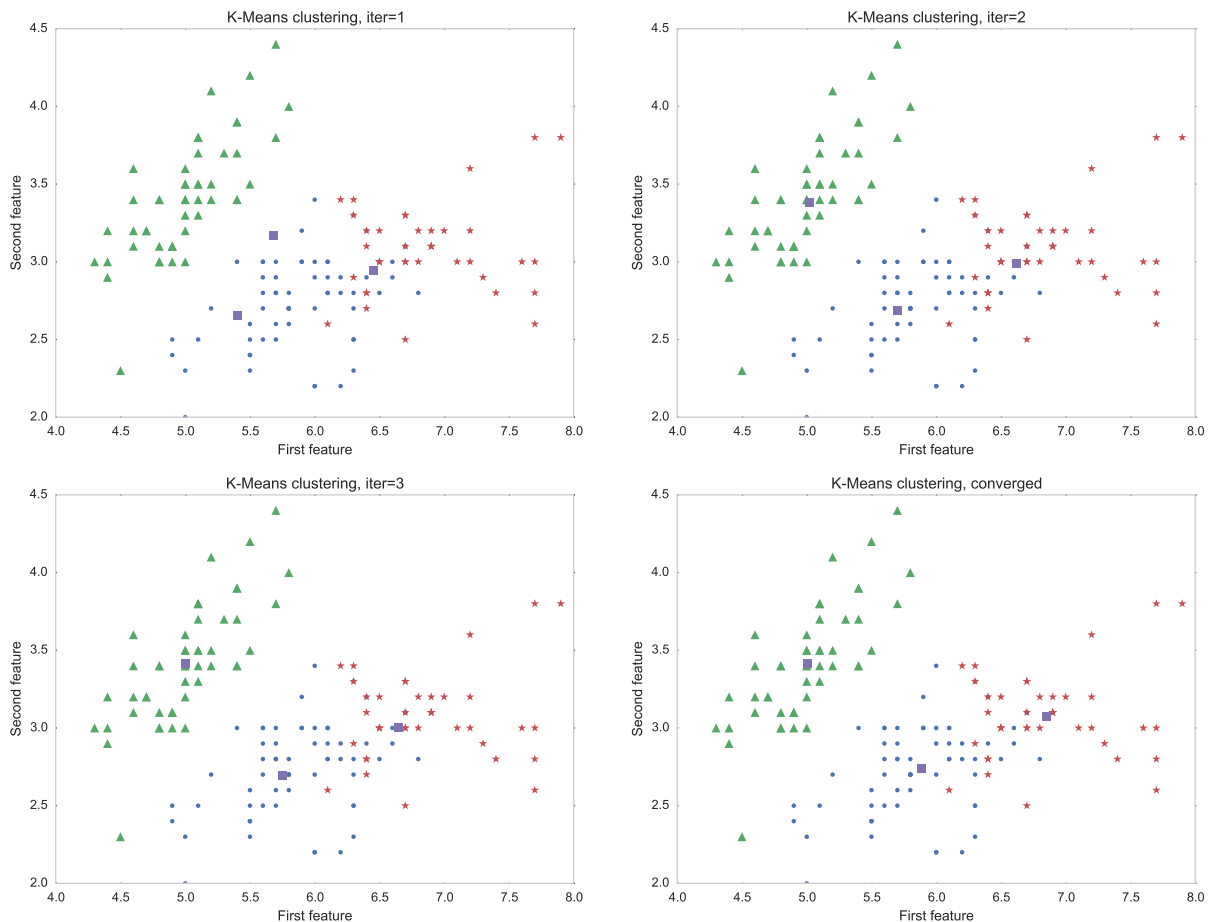 K-Means clustering, iter=1
4.5
4.0
3.5
3.0
2.5
2.0
Second feature
4.0 4.5 5.0 5.5 6.0 6.5 7.0 7.5 8.0
First feature
K-Means clustering, iter=2
4.5
4.0
3.5
3.0
2.5
2.0
Second feature
4.0 4.5 5.0 5.5 6.0 6.5 7.0 7.5 8.0
First feature
K-Means clustering, iter=3
4.5
4.0
3.5
3.0
2.5
2.0
Second feature
4.0 4.5 5.0 5.5 6.0 6.5 7.0 7.5 8.0
First feature
K-Means clustering, converged
4.5
4.0
3.5
3.0
2.5
2.0
Second feature
4.0 4.5 5.0 5.5 6.0 6.5 7.0 7.5 8.0
First feature